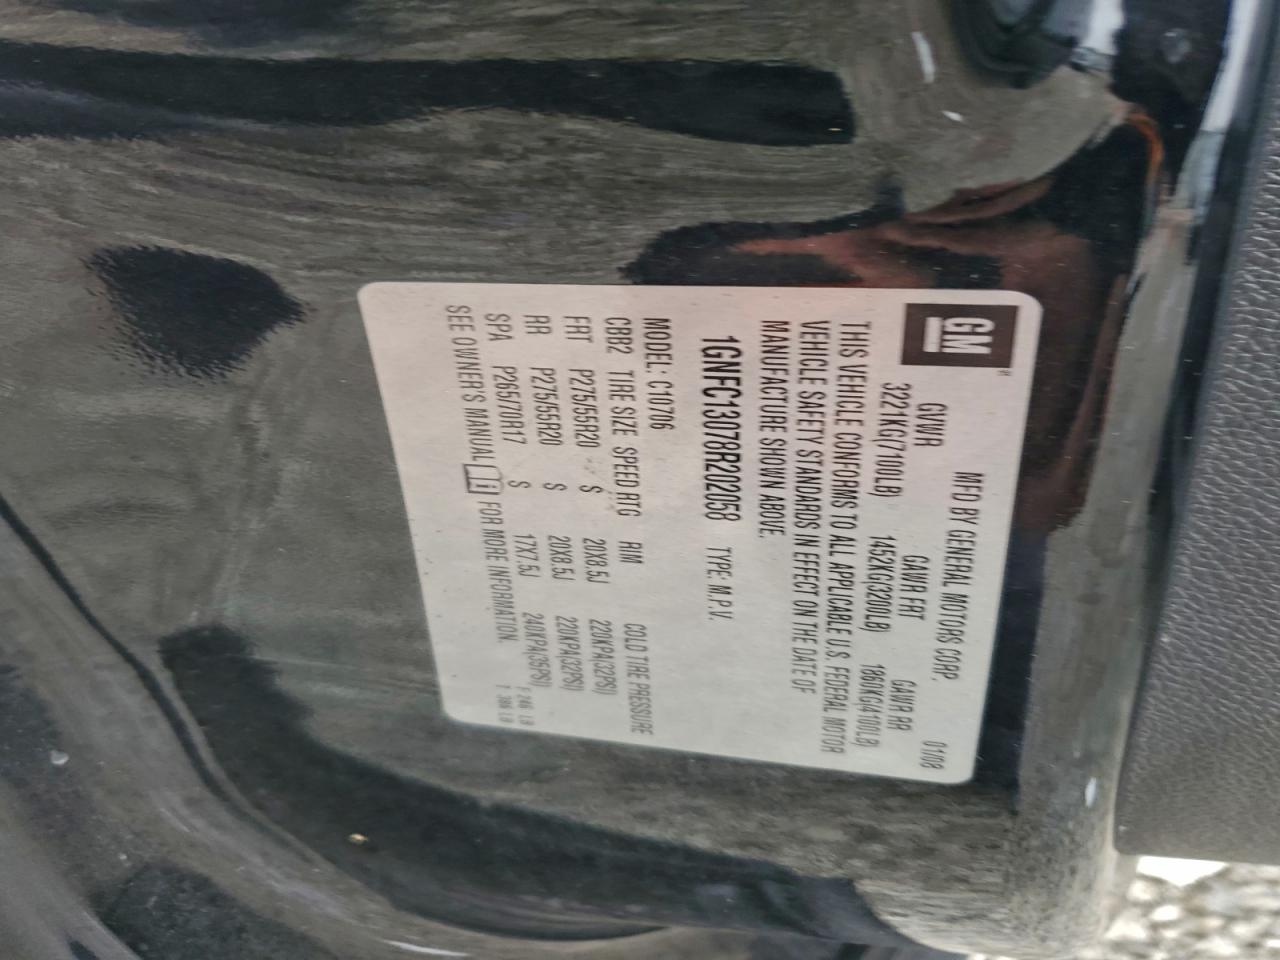 GM
MFD BY GENERAL MOTORS CORP. 01/08
GVWR GAWR FRT GAWR RR
3221KG(7100LB) 1452KG(3200LB) 1860KG(4100LB)
THIS VEHICLE CONFORMS TO ALL APPLICABLE U.S. FEDERAL MOTOR
VEHICLE SAFETY STANDARDS IN EFFECT ON THE DATE OF
MANUFACTURE SHOWN ABOVE.
1GNFC13078R202058 TYPE: M.P.V.
MODEL: C10706
CBB2 TIRE SIZE SPEED RTG RIM COLD TIRE PRESSURE
FRT P275/55R20 S 20X8.5J 220KPA(32PSI)
RR P275/55R20 S 20X8.5J 220KPA(32PSI)
SPA P265/70R17 S 17X7.5J 240KPA(35PSI)
SEE OWNER'S MANUAL i FOR MORE INFORMATION